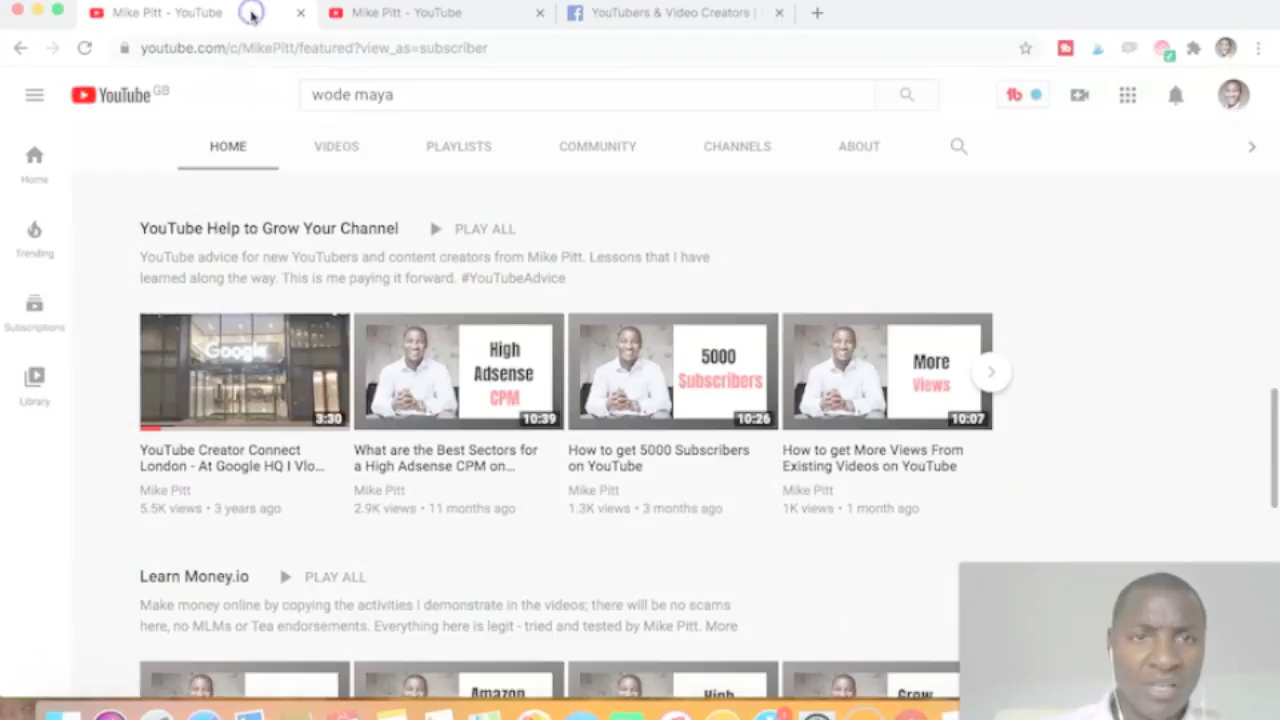 Mike Pitt - YouTube
Mike Pitt - YouTube
YouTubers & Video Creators |
youtube.com/c/MikePitt/featured?view_as=subscriber
YouTube GB
wode maya
tb
HOME
VIDEOS
PLAYLISTS
COMMUNITY
CHANNELS
ABOUT
Home
Trending
Subscriptions
Library
YouTube Help to Grow Your Channel
PLAY ALL
YouTube advice for new YouTubers and content creators from Mike Pitt. Lessons that I have
learned along the way. This is me paying it forward. #YouTubeAdvice
Google
3:30
High
Adsense
CPM
10:39
5000
Subscribers
10:26
More
Views
10:07
YouTube Creator Connect
London - At Google HQ I Vlo...
Mike Pitt
5.5K views • 3 years ago
What are the Best Sectors for
a High Adsense CPM on...
Mike Pitt
2.9K views • 11 months ago
How to get 5000 Subscribers
on YouTube
Mike Pitt
1.3K views • 3 months ago
How to get More Views From
Existing Videos on YouTube
Mike Pitt
1K views • 1 month ago
Learn Money.io
PLAY ALL
Make money online by copying the activities I demonstrate in the videos; there will be no scams
here, no MLMs or Tea endorsements. Everything here is legit - tried and tested by Mike Pitt. More
Amazon
High
Grow